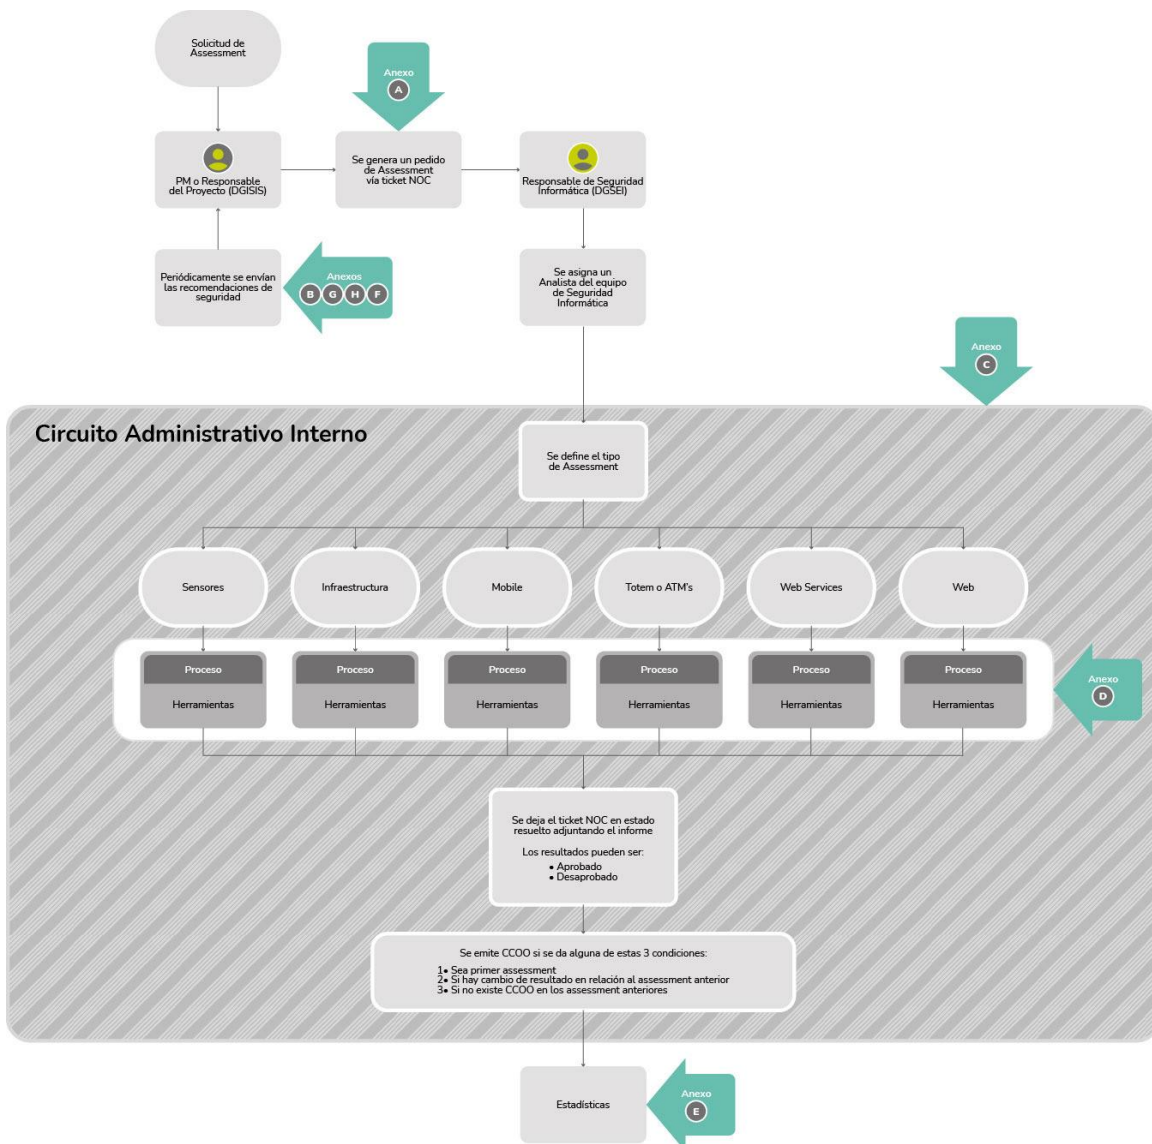 Solicitud de
Assessment
Anexo
A
PM o Responsable
del Proyecto (DGISIS)
Se genera un pedido
de Assessment
vía ticket NOC
Responsable de Seguridad
Informática (DGSEI)
Periódicamente se envían
las recomendaciones de
seguridad
Anexos
B G H F
Se asigna un
Analista del equipo
de Seguridad
Informática
Anexo
C
Circuito Administrativo Interno
Se define el tipo
de Assessment
Sensores
Infraestructura
Mobile
Totem o ATM's
Web Services
Web
Proceso
Proceso
Proceso
Proceso
Proceso
Proceso
Herramientas
Herramientas
Herramientas
Herramientas
Herramientas
Herramientas
Anexo
D
Se deja el ticket NOC en estado
resuelto adjuntando el informe
Los resultados pueden ser:
• Aprobado
• Desaprobado
Se emite CCOO si se da alguna de estas 3 condiciones:
1• Sea primer assessment
2• Si hay cambio de resultado en relación al assessment anterior
3• Si no existe CCOO en los assessment anteriores
Estadísticas
Anexo
E